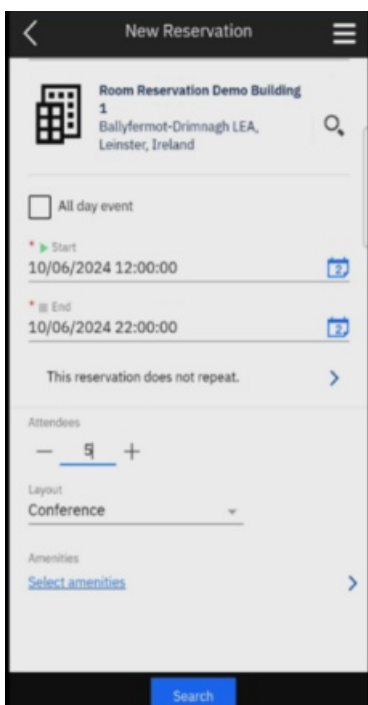 New Reservation
Room Reservation Demo Building
1
Ballyfermot-Drimnagh LEA,
Leinster, Ireland
All day event
* Start
10/06/2024 12:00:00
2
* End
10/06/2024 22:00:00
2
This reservation does not repeat.
Attendees
5
Layout
Conference
Amenities
Select amenities
Search